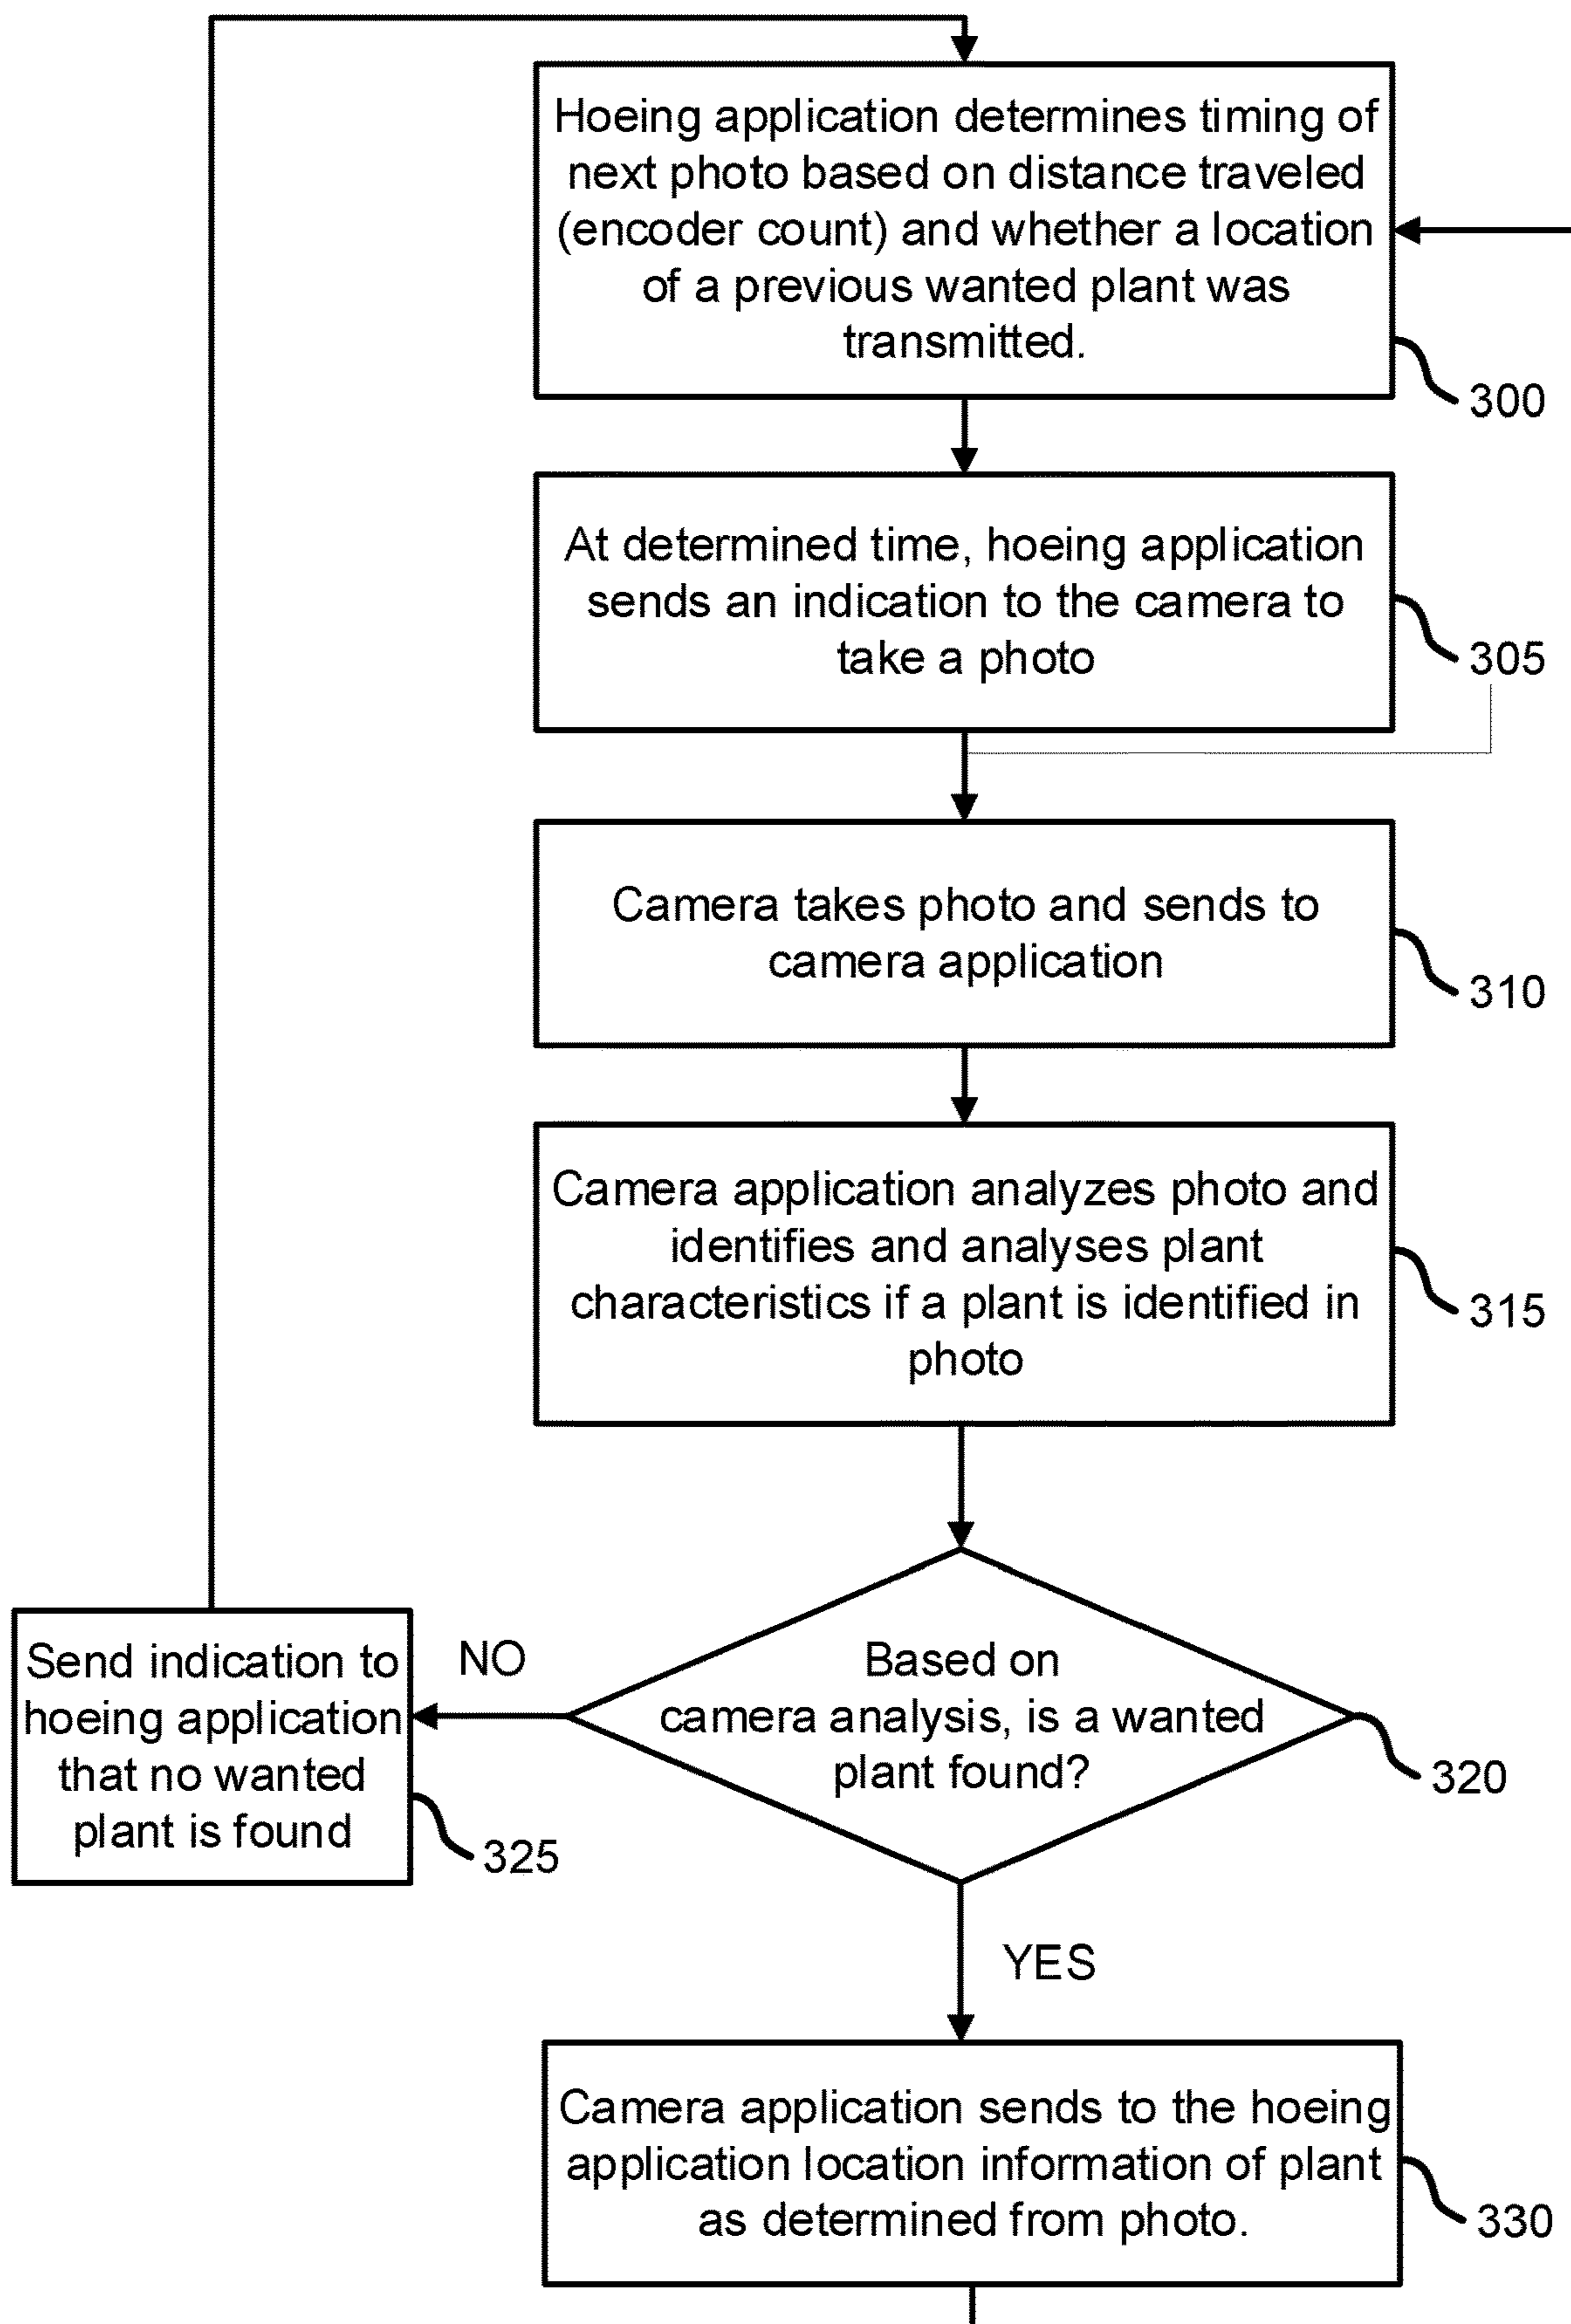 Hoeing application determines timing of
next photo based on distance traveled
(encoder count) and whether a location
of a previous wanted plant was
transmitted.
300
At determined time, hoeing application
sends an indication to the camera to
take a photo
305
Camera takes photo and sends to
camera application
310
Camera application analyzes photo and
identifies and analyses plant
characteristics if a plant is identified in
photo
315
Based on
camera analysis, is a wanted
plant found?
320
NO
Send indication to
hoeing application
that no wanted
plant is found
325
YES
Camera application sends to the hoeing
application location information of plant
as determined from photo.
330